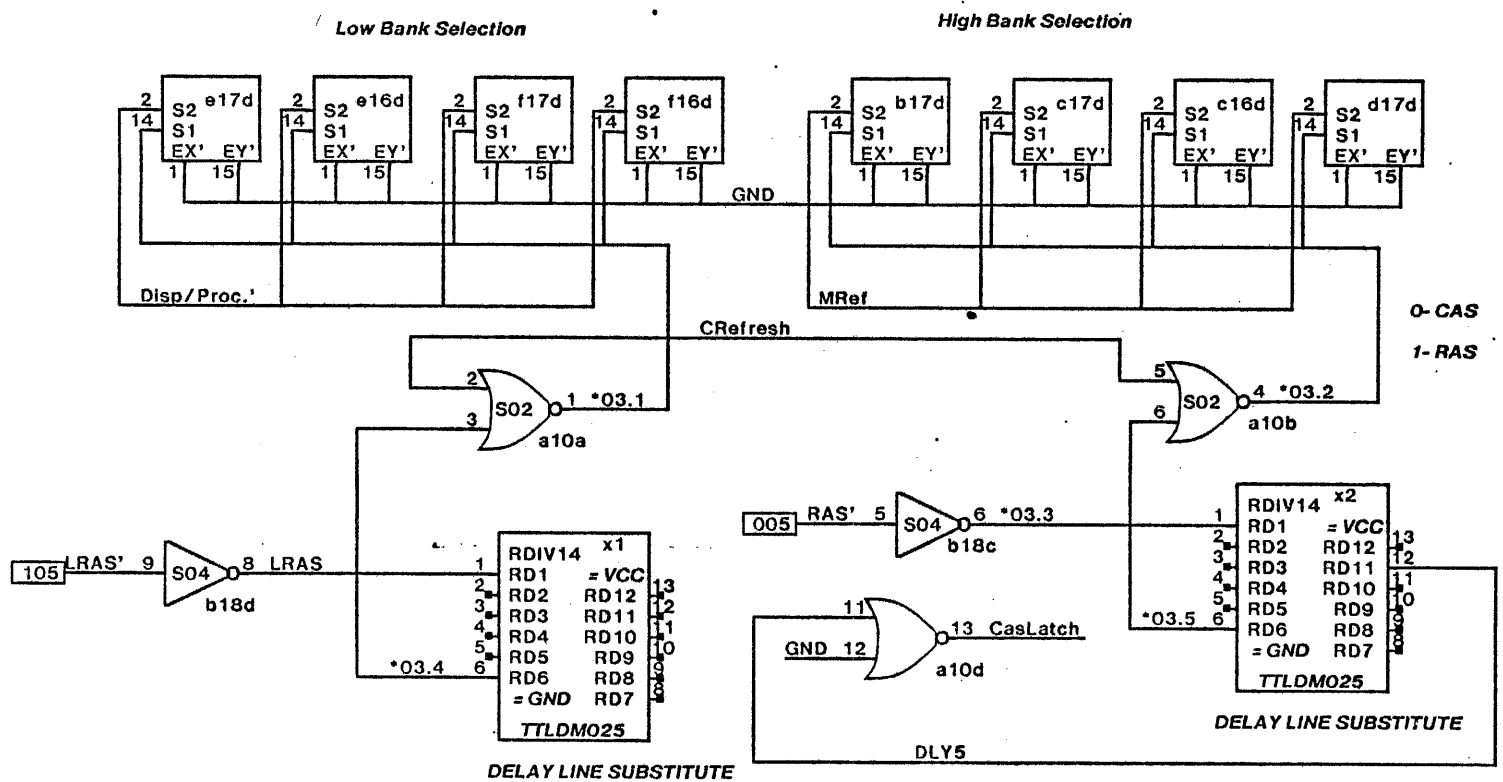 Low Bank Selection
High Bank Selection
2 S2 e17d
14 S1
EX' EY'
1 15
2 S2 e16d
14 S1
EX' EY'
1 15
2 S2 f17d
14 S1
EX' EY'
1 15
2 S2 f16d
14 S1
EX' EY'
1 15
GND
2 S2 b17d
14 S1
EX' EY'
1 15
2 S2 c17d
14 S1
EX' EY'
1 15
2 S2 c16d
14 S1
EX' EY'
1 15
2 S2 d17d
14 S1
EX' EY'
1 15
Disp/Proc.'
MRef
0- CAS
1- RAS
CRefresh
2
3
S02
1 *03.1
a10a
5
6
S02
4 *03.2
a10b
105 LRAS' 9 S04 8 LRAS
b18d
RDIV14 x1
1 RD1 = VCC
2 RD2 RD12 13
3 RD3 RD11 12
4 RD4 RD10 11
5 RD5 RD9 10
*03.4 6 RD6 RD8 9
= GND RD7 8
TTLDM025
DELAY LINE SUBSTITUTE
005 RAS' 5 S04 6 *03.3
b18c
RDIV14 x2
1 RD1 = VCC
2 RD2 RD12 13
3 RD3 RD11 12
4 RD4 RD10 11
5 RD5 RD9 10
*03.5 6 RD6 RD8 9
= GND RD7 8
TTLDM025
DELAY LINE SUBSTITUTE
11
GND 12
13 CasLatch
a10d
DLY5